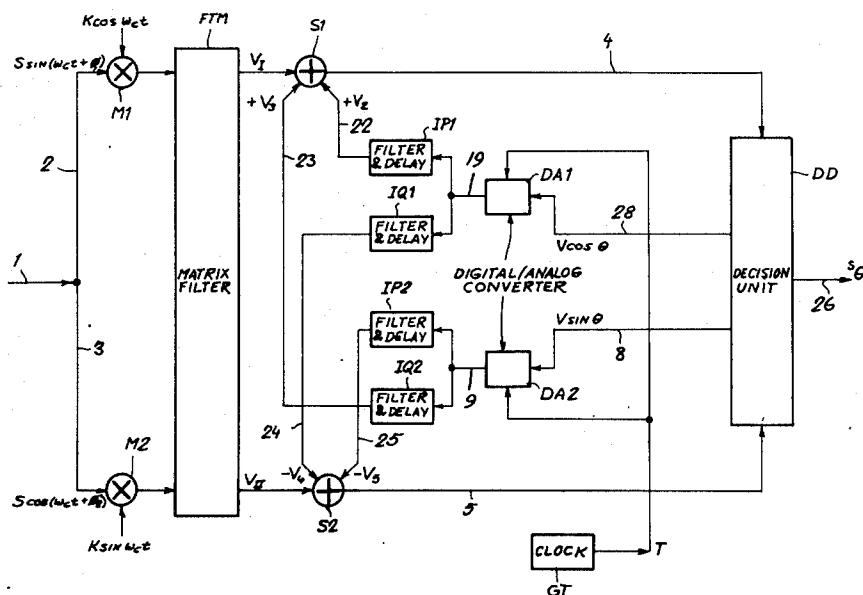 Kcos ωct
FTM
S1
4
Ssin(ωct+φ)
VI
M1
+V3
+V2
22
IP1
FILTER
& DELAY
2
23
19
DA1
DD
IQ1
FILTER
& DELAY
28
Vcos θ
1
MATRIX
FILTER
DIGITAL/ANALOG
CONVERTER
DECISION
UNIT
sG
26
IP2
FILTER
& DELAY
Vsin θ
3
8
IQ2
FILTER
& DELAY
9
DA2
24
25
M2
VII
-V4
-V5
Scos(ωct+φ)
S2
5
Ksin ωct
CLOCK
T
GT